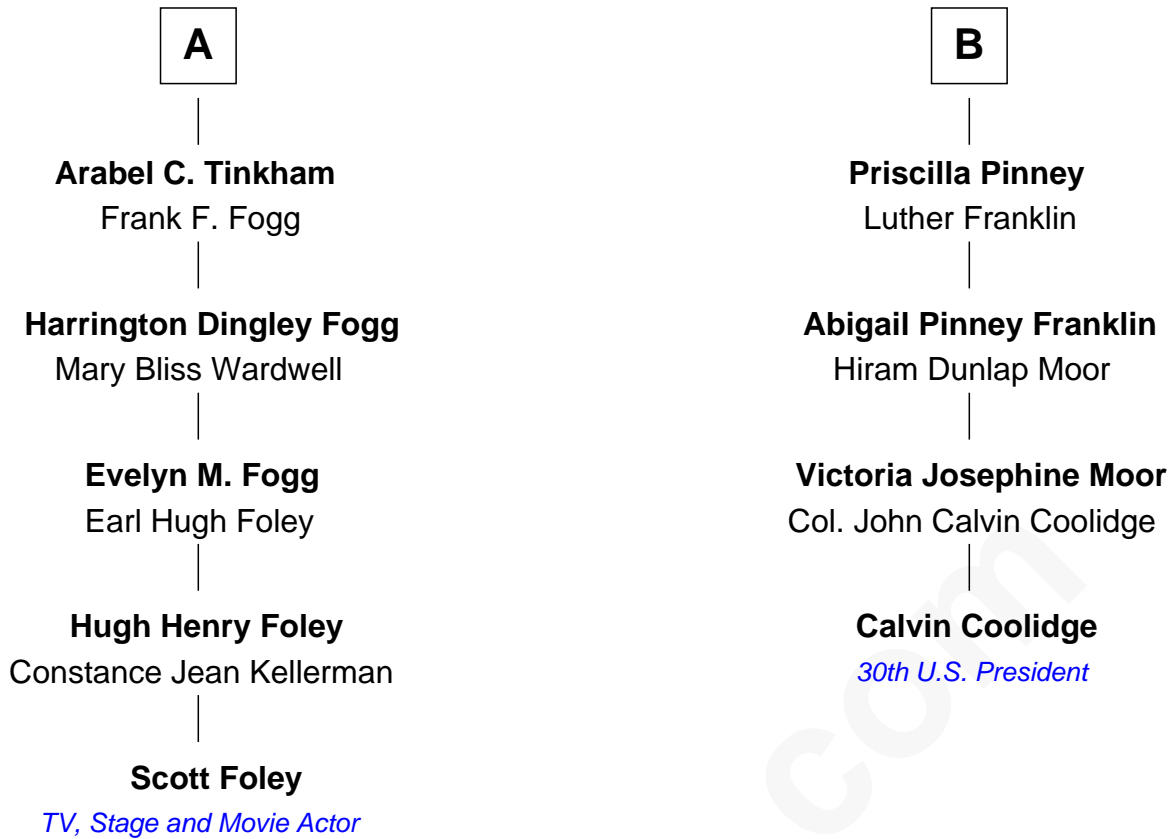 A
Arabel C. Tinkham
Frank F. Fogg
Harrington Dingley Fogg
Mary Bliss Wardwell
Evelyn M. Fogg
Earl Hugh Foley
Hugh Henry Foley
Constance Jean Kellerman
Scott Foley
TV, Stage and Movie Actor
B
Priscilla Pinney
Luther Franklin
Abigail Pinney Franklin
Hiram Dunlap Moor
Victoria Josephine Moor
Col. John Calvin Coolidge
Calvin Coolidge
30th U.S. President
com